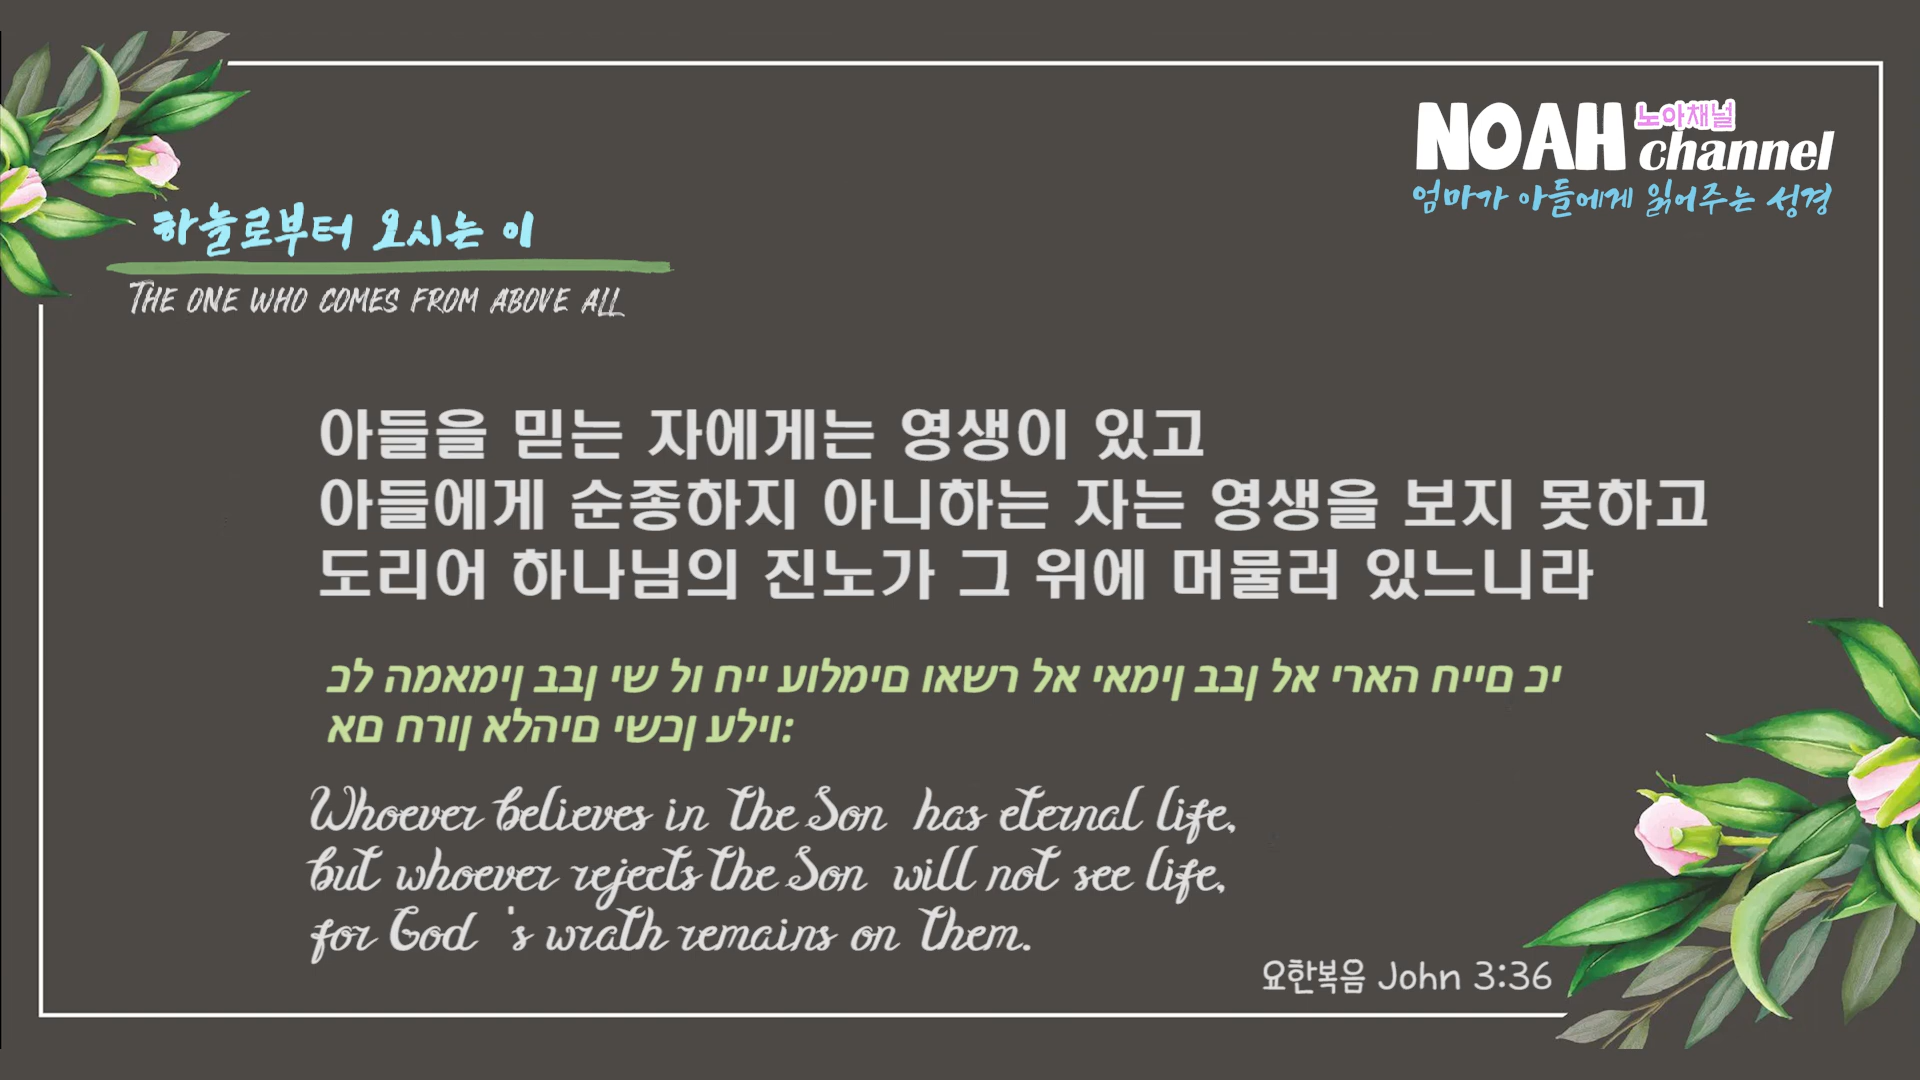 NOAH 노아채널 channel
엄마가 아들에게 읽어주는 성경
하늘로부터 오시는 이
THE ONE WHO COMES FROM ABOVE ALL
아들을 믿는 자에게는 영생이 있고
아들에게 순종하지 아니하는 자는 영생을 보지 못하고
도리어 하나님의 진노가 그 위에 머물러 있느니라
כל המאמין בבן יש לו חיי עולמים ואשר לא יאמין בבן לא יראה חיים כי
אם חרון אלהים ישכן עליו:
Whoever believes in the Son has eternal life,
but whoever rejects the Son will not see life,
for God 's wrath remains on them.
요한복음 John 3:36